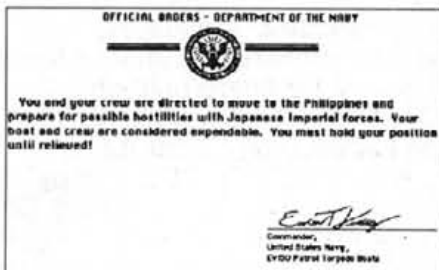 OFFICIAL ORDERS - DEPARTMENT OF THE NAVY
You and your crew are directed to move to the Philippines and
prepare for possible hostilities with Japanese Imperial forces. Your
boat and crew are considered expendable. You must hold your position
until relieved!
Commander,
United States Navy,
Patrol Torpedo Boats